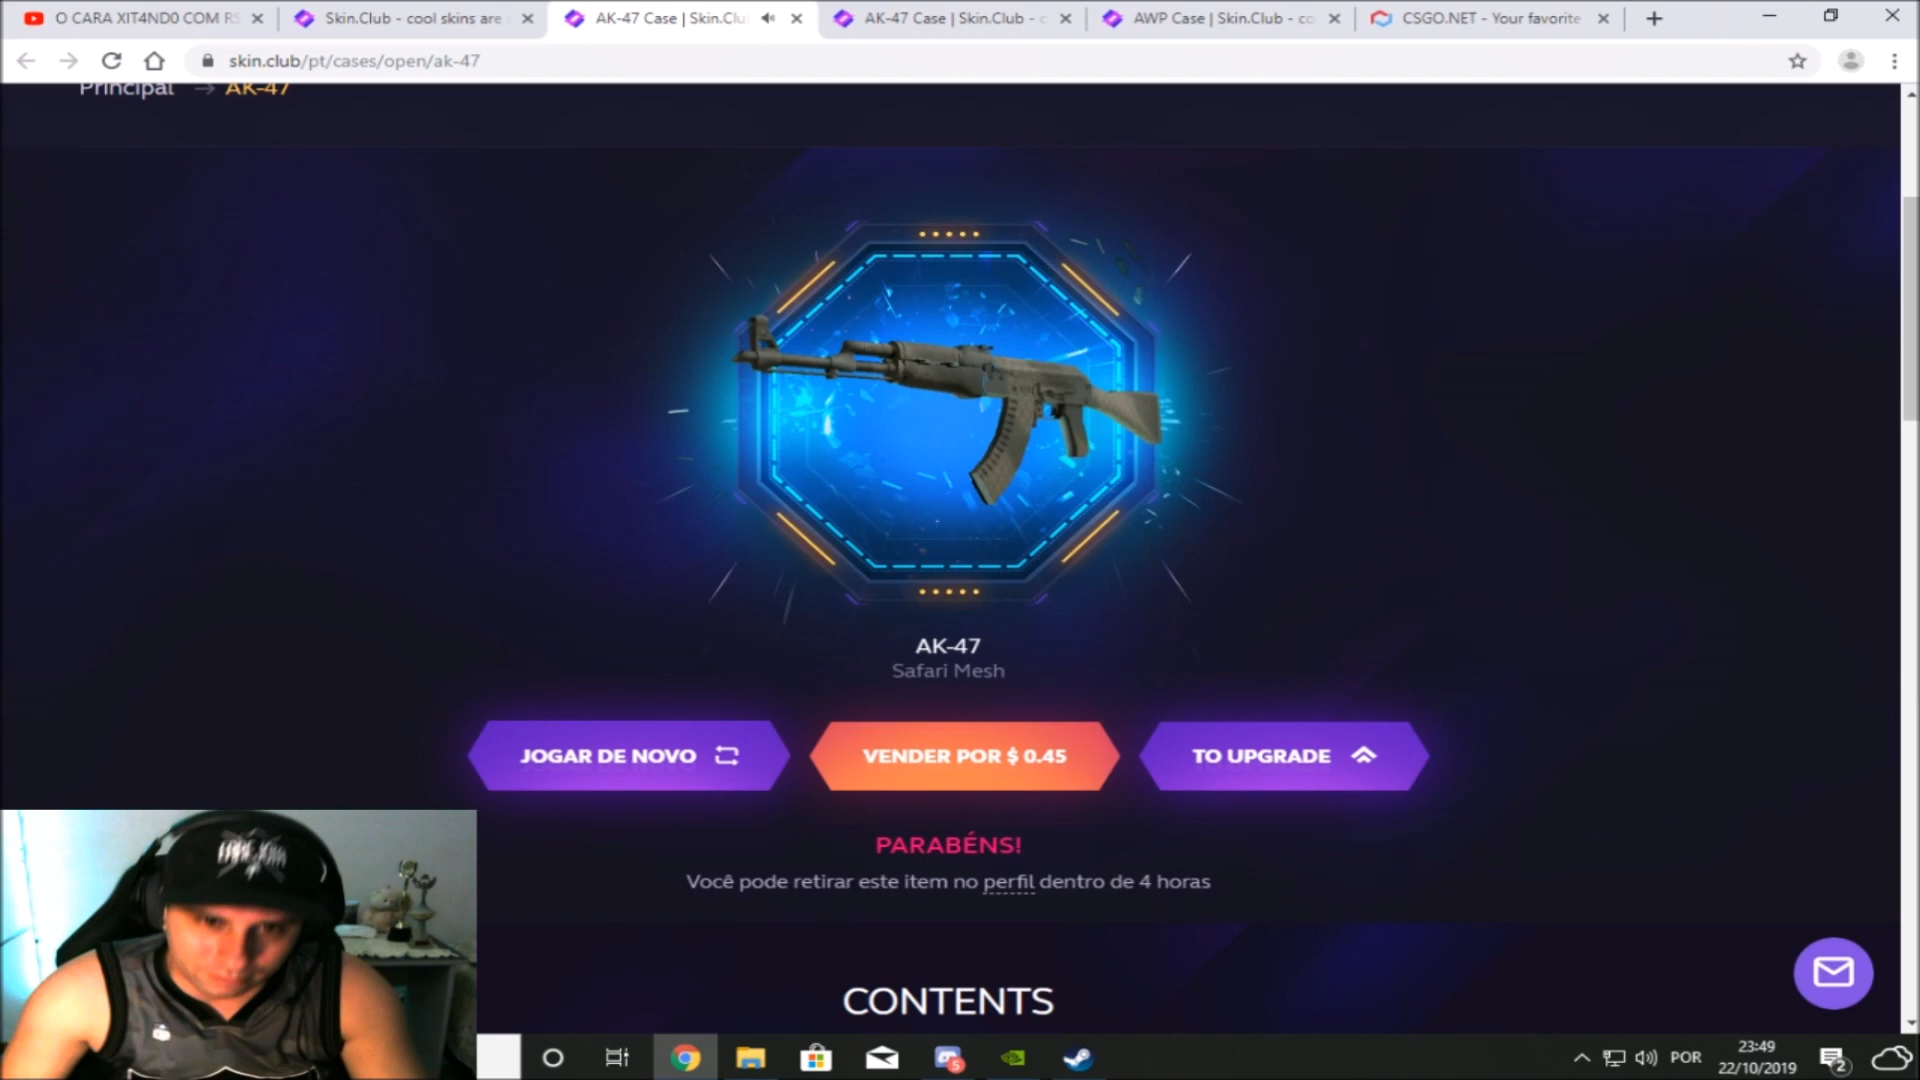 O CARA XIT4ND0 COM R$
Skin.Club - cool skins are
AK-47 Case | Skin.Clu
AK-47 Case | Skin.Club - c
AWP Case | Skin.Club - co
CSGO.NET - Your favorite
skin.club/pt/cases/open/ak-47
Principal → AK-47
AK-47
Safari Mesh
JOGAR DE NOVO
VENDER POR $ 0.45
TO UPGRADE
PARABÉNS!
Você pode retirar este item no perfil dentro de 4 horas
CONTENTS
5
POR
23:49
22/10/2019
2